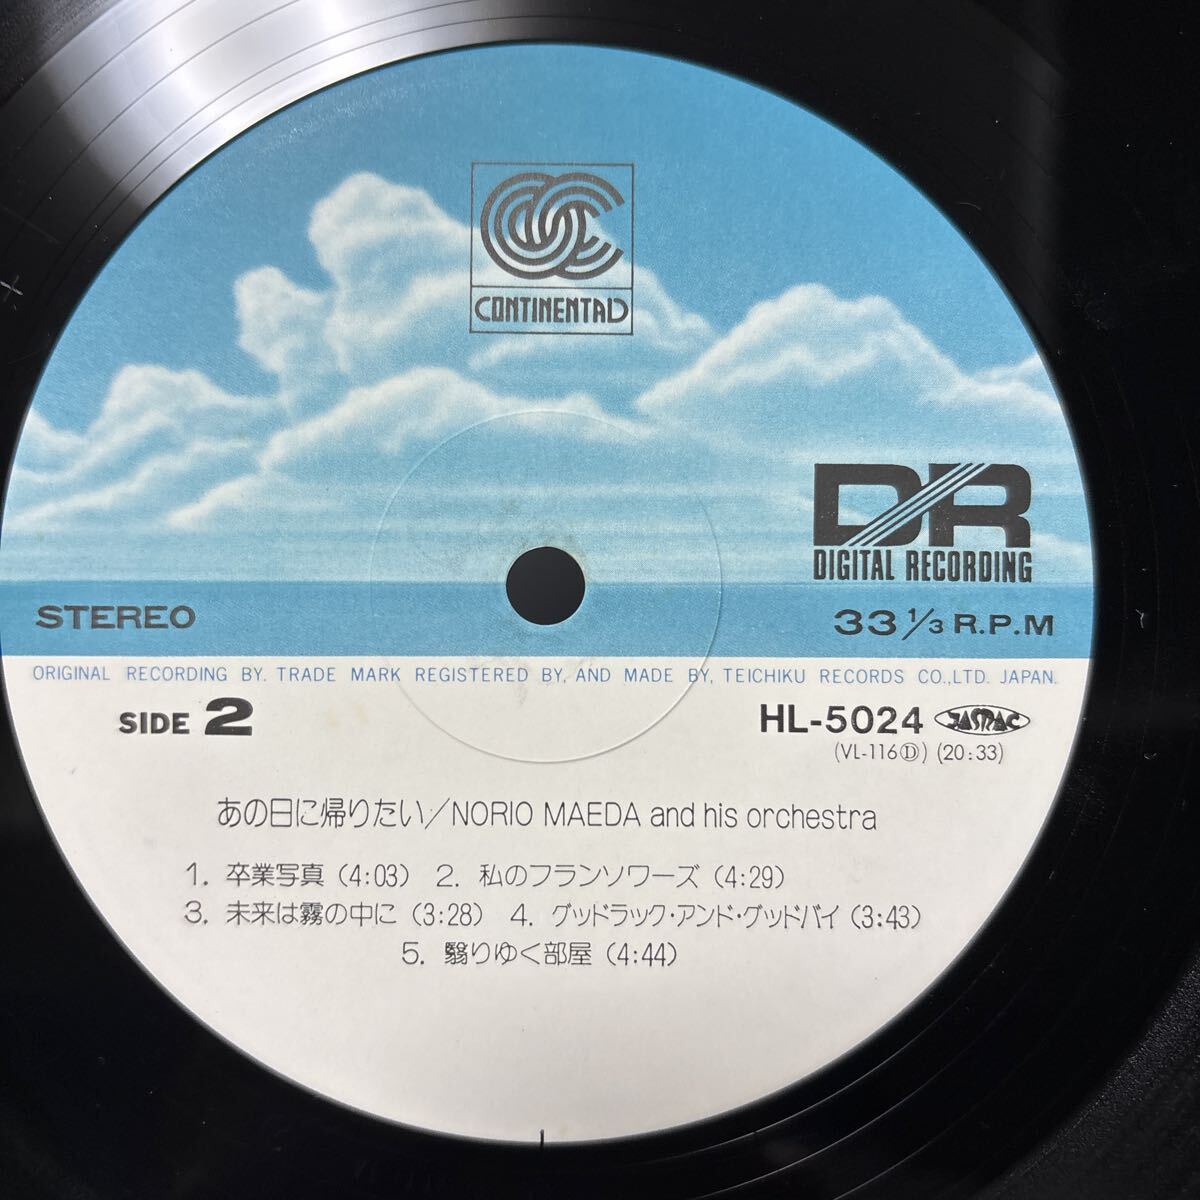 CONTINENTAL
DR
DIGITAL RECORDING
STEREO
33 1/3 R.P.M
ORIGINAL RECORDING BY. TRADE MARK REGISTERED BY, AND MADE BY, TEICHIKU RECORDS CO.,LTD. JAPAN.
SIDE 2
HL-5024 JASRAC
(VL-116Ⓓ) (20:33)
あの日に帰りたい/NORIO MAEDA and his orchestra
1. 卒業写真 (4:03) 2. 私のフランソワーズ (4:29)
3. 未来は霧の中に (3:28) 4. グッドラック・アンド・グッドバイ (3:43)
5. 翳りゆく部屋 (4:44)